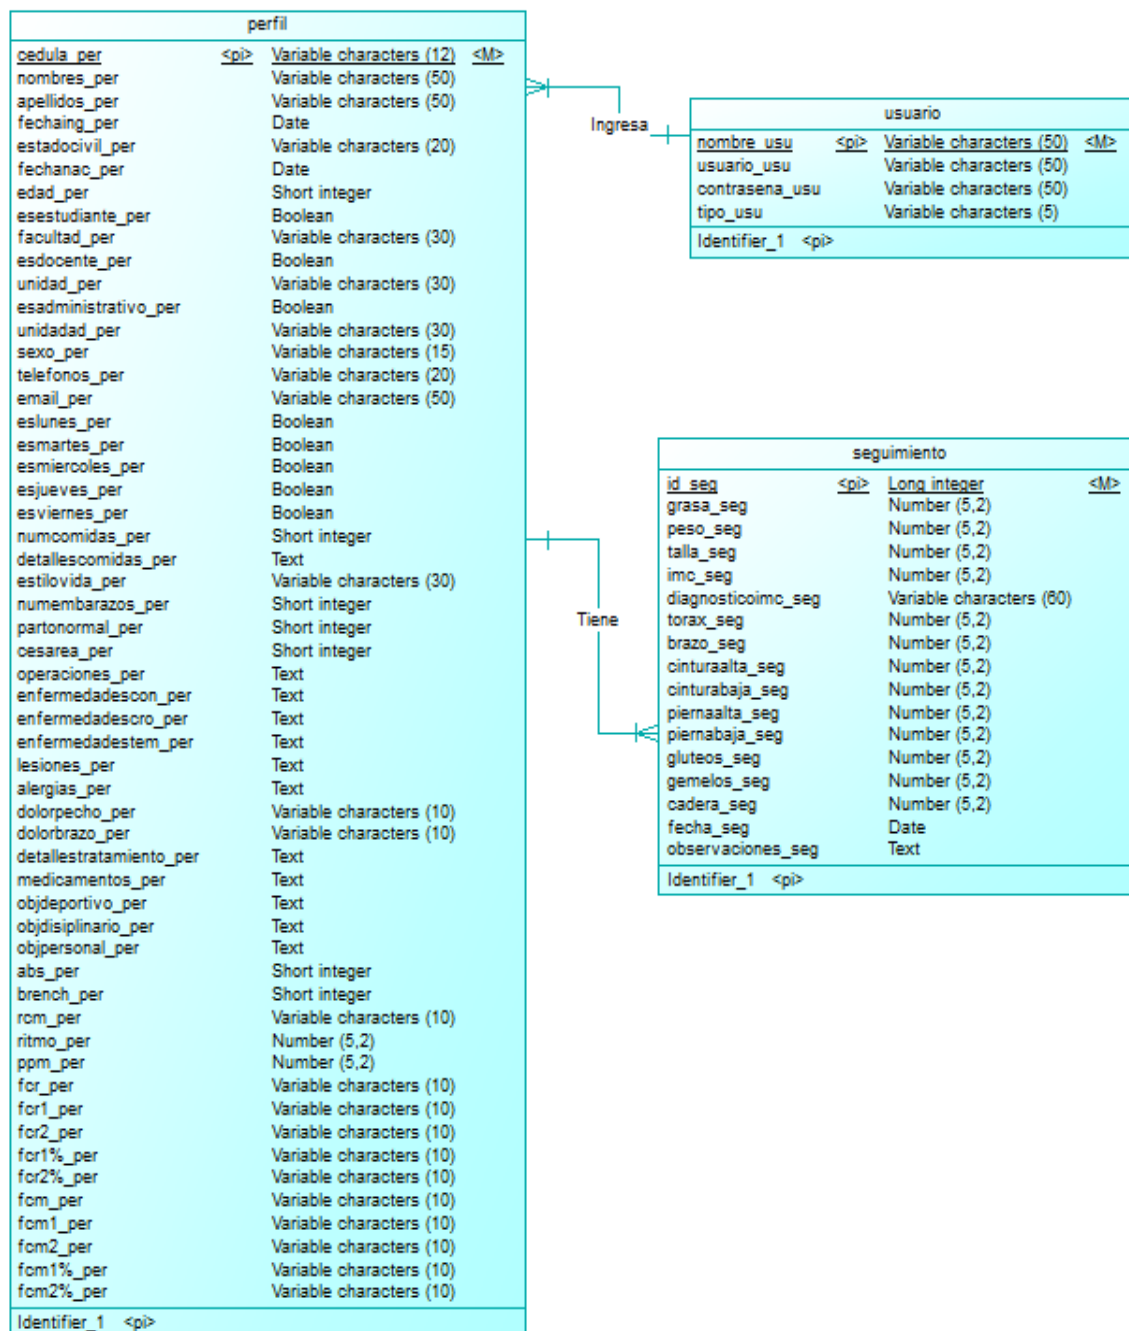 perfil
cedula_per <pi> Variable characters (12) <M>
nombres_per Variable characters (50)
apellidos_per Variable characters (50)
fechaing_per Date
estadocivil_per Variable characters (20)
fechanac_per Date
edad_per Short integer
esestudiante_per Boolean
facultad_per Variable characters (30)
esdocente_per Boolean
unidad_per Variable characters (30)
esadministrativo_per Boolean
unidadad_per Variable characters (30)
sexo_per Variable characters (15)
telefonos_per Variable characters (20)
email_per Variable characters (50)
eslunes_per Boolean
esmartes_per Boolean
esmiercoles_per Boolean
esjueves_per Boolean
esviernes_per Boolean
numcomidas_per Short integer
detallescomidas_per Text
estilovida_per Variable characters (30)
numembarazos_per Short integer
partonormal_per Short integer
cesarea_per Short integer
operaciones_per Text
enfermedadescon_per Text
enfermedadescro_per Text
enfermedadestem_per Text
lesiones_per Text
alergias_per Text
dolorpecho_per Variable characters (10)
dolorbrazo_per Variable characters (10)
detallestratamiento_per Text
medicamentos_per Text
objdeportivo_per Text
objdisiplinario_per Text
objpersonal_per Text
abs_per Short integer
brench_per Short integer
rcm_per Variable characters (10)
ritmo_per Number (5,2)
ppm_per Number (5,2)
fcr_per Variable characters (10)
fcr1_per Variable characters (10)
fcr2_per Variable characters (10)
fcr1%_per Variable characters (10)
fcr2%_per Variable characters (10)
fcm_per Variable characters (10)
fcm1_per Variable characters (10)
fcm2_per Variable characters (10)
fcm1%_per Variable characters (10)
fcm2%_per Variable characters (10)
Identifier_1 <pi>
Ingresa
usuario
nombre_usu <pi> Variable characters (50) <M>
usuario_usu Variable characters (50)
contrasena_usu Variable characters (50)
tipo_usu Variable characters (5)
Identifier_1 <pi>
Tiene
seguimiento
id_seg <pi> Long integer <M>
grasa_seg Number (5,2)
peso_seg Number (5,2)
talla_seg Number (5,2)
imc_seg Number (5,2)
diagnosticoimc_seg Variable characters (60)
torax_seg Number (5,2)
brazo_seg Number (5,2)
cinturaalta_seg Number (5,2)
cinturabaja_seg Number (5,2)
piernaalta_seg Number (5,2)
piernabaja_seg Number (5,2)
gluteos_seg Number (5,2)
gemelos_seg Number (5,2)
cadera_seg Number (5,2)
fecha_seg Date
observaciones_seg Text
Identifier_1 <pi>